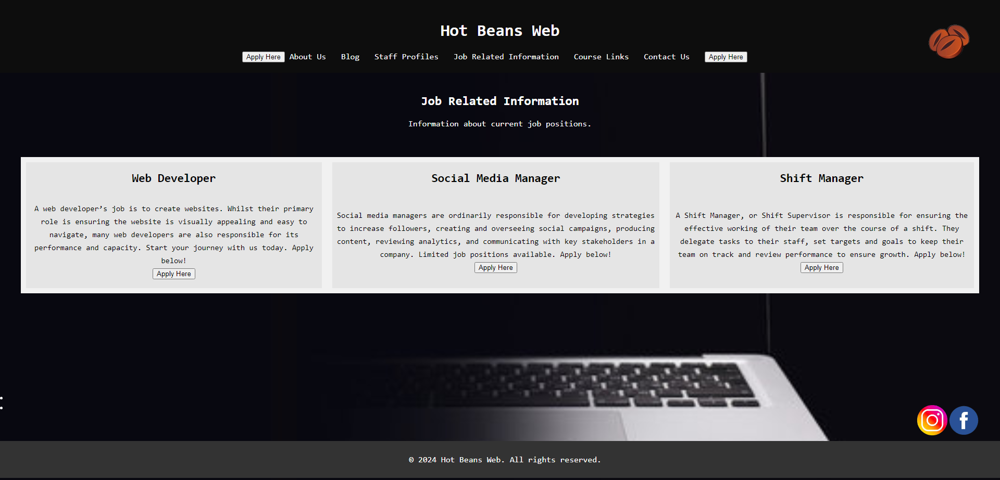 Hot Beans Web
Apply Here About Us Blog Staff Profiles Job Related Information Course Links Contact Us Apply Here
Job Related Information
Information about current job positions.
Web Developer
A web developer’s job is to create websites. Whilst their primary
role is ensuring the website is visually appealing and easy to
navigate, many web developers are also responsible for its
performance and capacity. Start your journey with us today. Apply
below!
Apply Here
Social Media Manager
Social media managers are ordinarily responsible for developing strategies
to increase followers, creating and overseeing social campaigns, producing
content, reviewing analytics, and communicating with key stakeholders in a
company. Limited job positions available. Apply below!
Apply Here
Shift Manager
A Shift Manager, or Shift Supervisor is responsible for ensuring the
effective working of their team over the course of a shift. They
delegate tasks to their staff, set targets and goals to keep their
team on track and review performance to ensure growth. Apply below!
Apply Here
© 2024 Hot Beans Web. All rights reserved.